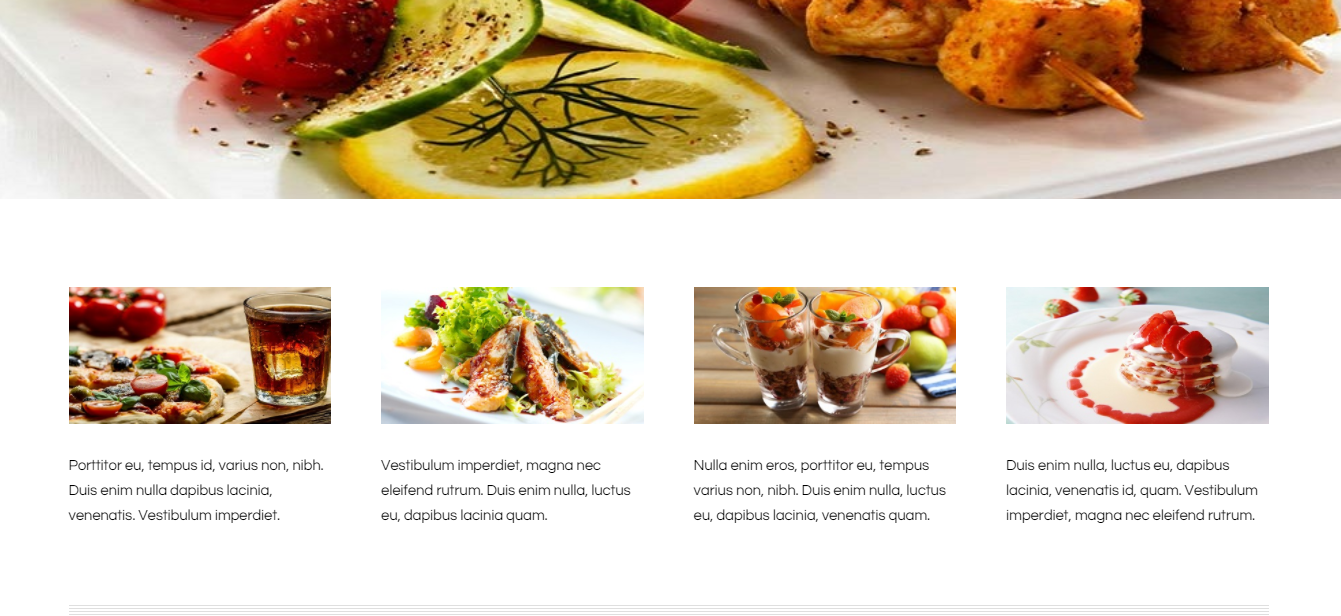 Porttitor eu, tempus id, varius non, nibh.
Duis enim nulla dapibus lacinia,
venenatis. Vestibulum imperdiet.
Vestibulum imperdiet, magna nec
eleifend rutrum. Duis enim nulla, luctus
eu, dapibus lacinia quam.
Nulla enim eros, porttitor eu, tempus
varius non, nibh. Duis enim nulla, luctus
eu, dapibus lacinia, venenatis quam.
Duis enim nulla, luctus eu, dapibus
lacinia, venenatis id, quam. Vestibulum
imperdiet, magna nec eleifend rutrum.